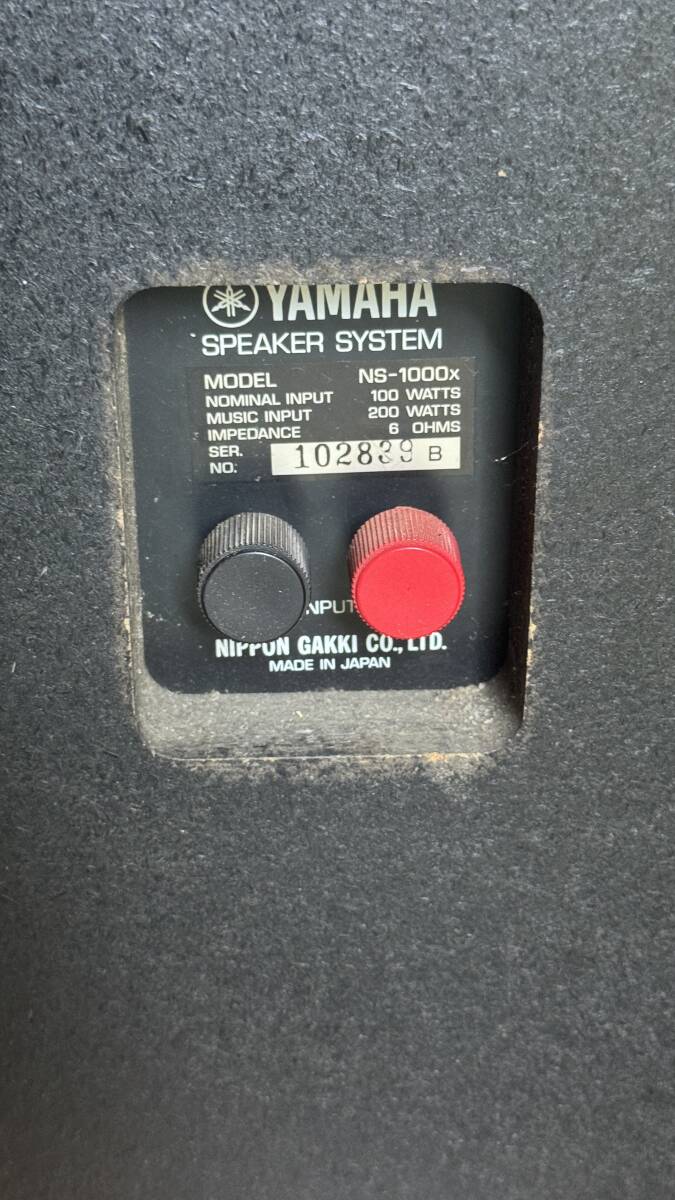 YAMAHA
SPEAKER SYSTEM
MODEL NS-1000x
NOMINAL INPUT 100 WATTS
MUSIC INPUT 200 WATTS
IMPEDANCE 6 OHMS
SER.
NO. 102839 B
INPUT
NIPPON GAKKI CO., LTD.
MADE IN JAPAN